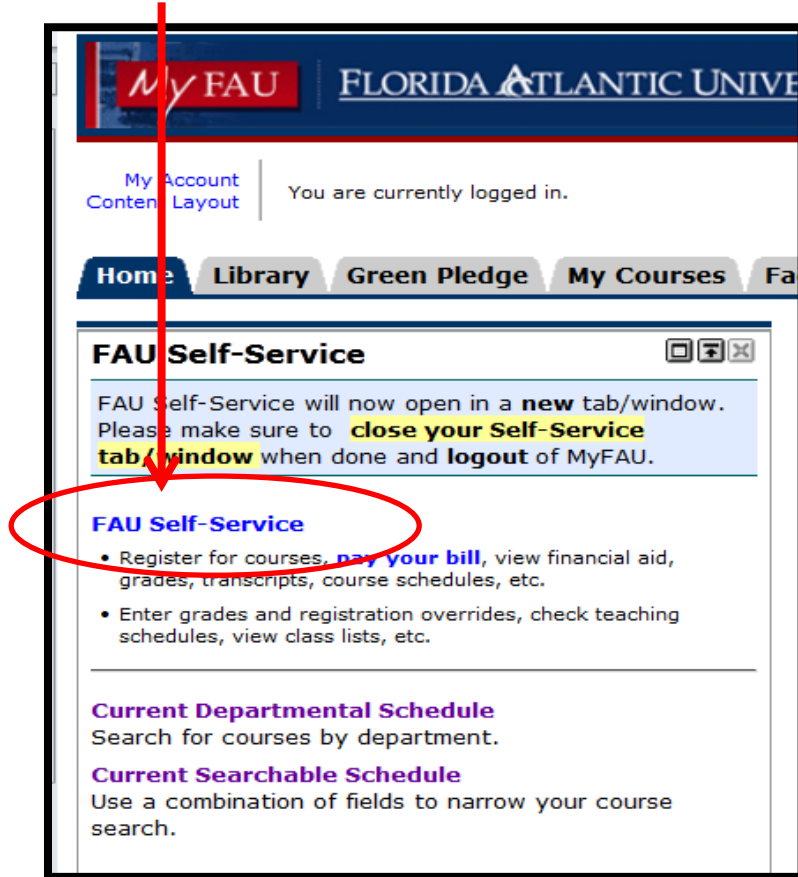 My FAU FLORIDA ATLANTIC UNIVE
My Account
Content Layout
You are currently logged in.
Home Library Green Pledge My Courses Fa
FAU Self-Service
FAU Self-Service will now open in a new tab/window.
Please make sure to close your Self-Service
tab/window when done and logout of MyFAU.
FAU Self-Service
• Register for courses, pay your bill, view financial aid,
grades, transcripts, course schedules, etc.
• Enter grades and registration overrides, check teaching
schedules, view class lists, etc.
Current Departmental Schedule
Search for courses by department.
Current Searchable Schedule
Use a combination of fields to narrow your course
search.